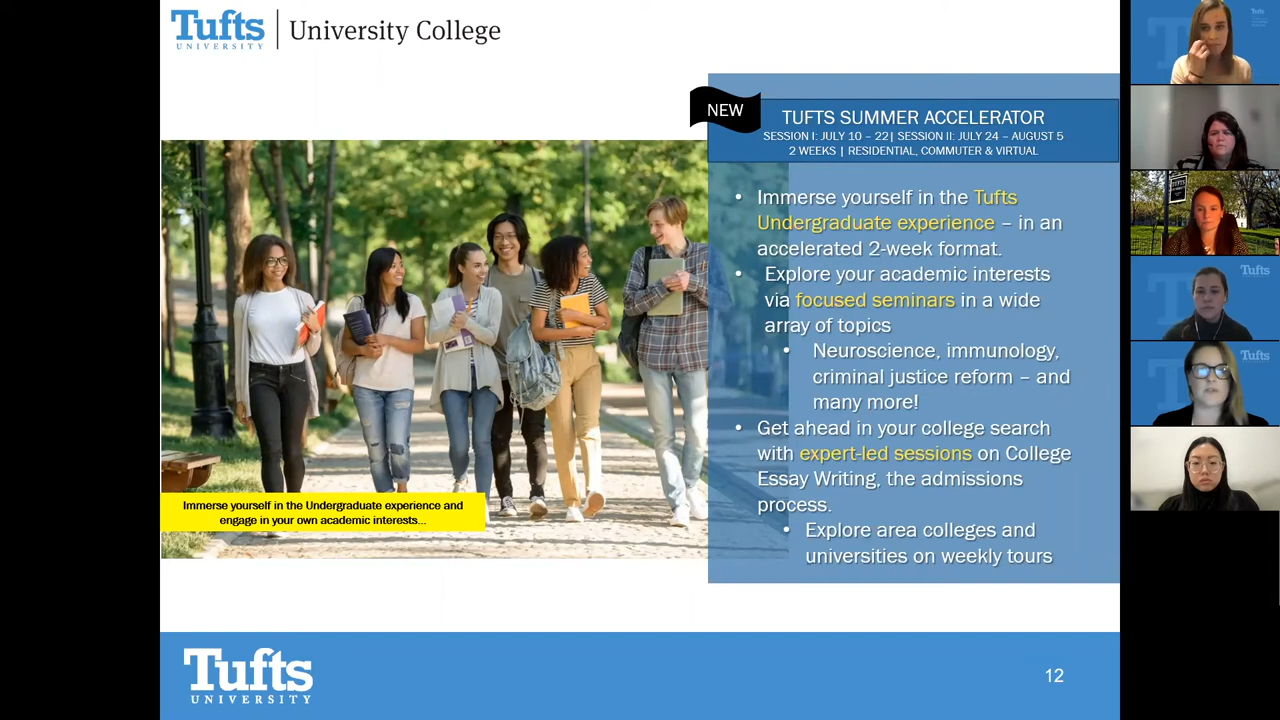 Tufts
UNIVERSITY
University College
NEW
TUFTS SUMMER ACCELERATOR
SESSION I: JULY 10 – 22| SESSION II: JULY 24 – AUGUST 5
2 WEEKS | RESIDENTIAL, COMMUTER & VIRTUAL
• Immerse yourself in the Tufts
Undergraduate experience – in an
accelerated 2-week format.
• Explore your academic interests
via focused seminars in a wide
array of topics
• Neuroscience, immunology,
criminal justice reform – and
many more!
• Get ahead in your college search
with expert-led sessions on College
Essay Writing, the admissions
process.
• Explore area colleges and
universities on weekly tours
Immerse yourself in the Undergraduate experience and
engage in your own academic interests...
Tufts
UNIVERSITY
12
Tufts
TUFTS
Tufts
Tufts